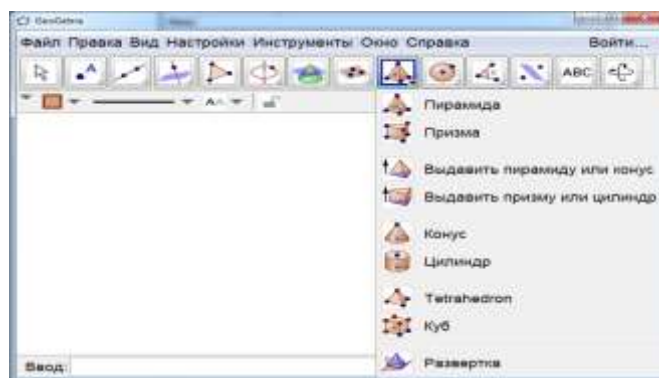 GeoGebra
Файл Правка Вид Настройки Инструменты Окно Справка Войти...
ABC
Пирамида
Призма
Выдавить пирамиду или конус
Выдавить призму или цилиндр
Конус
Цилиндр
Tetrahedron
Куб
Развертка
Ввод: